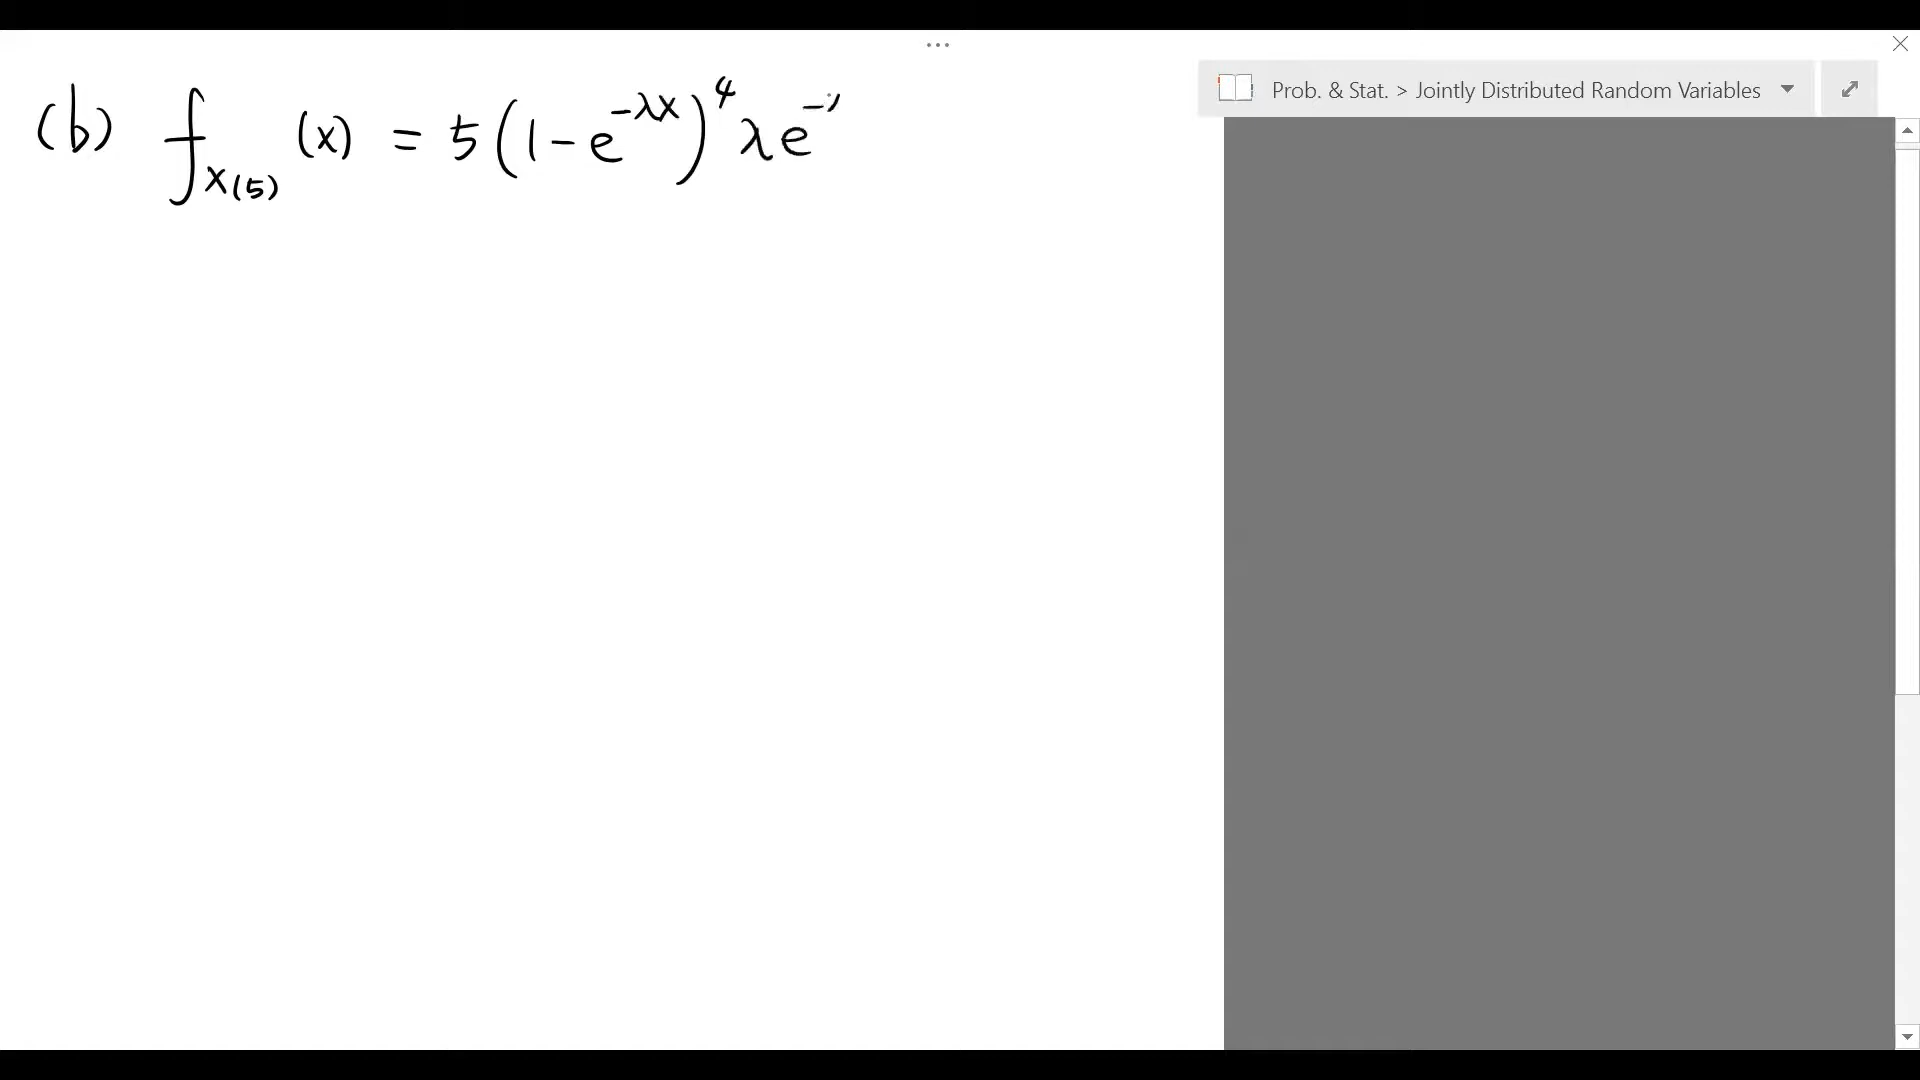 (b) f_{X(5)} (x) = 5(1-e^{-λx})^4 λe^-
Prob. & Stat. > Jointly Distributed Random Variables